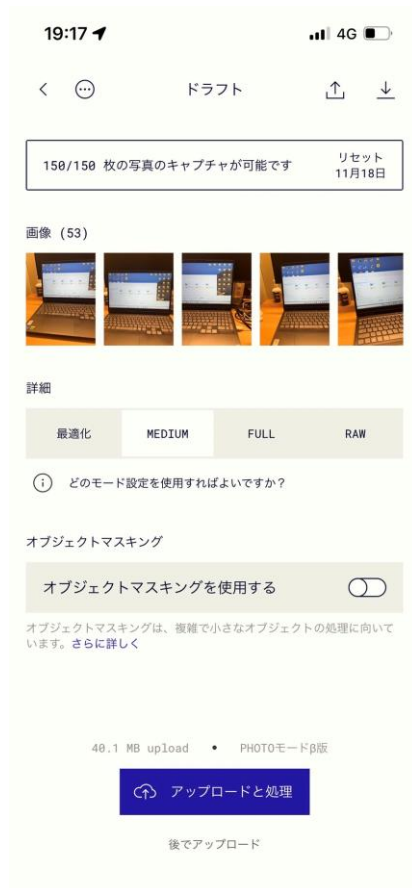 19:17
4G
ドラフト
150/150 枚の写真のキャプチャが可能です
リセット
11月18日
画像 (53)
詳細
最適化 MEDIUM FULL RAW
どのモード設定を使用すればよいですか？
オブジェクトマスキング
オブジェクトマスキングを使用する
オブジェクトマスキングは、複雑で小さなオブジェクトの処理に向いて
います。さらに詳しく
40.1 MB upload • PHOTOモードβ版
アップロードと処理
後でアップロード